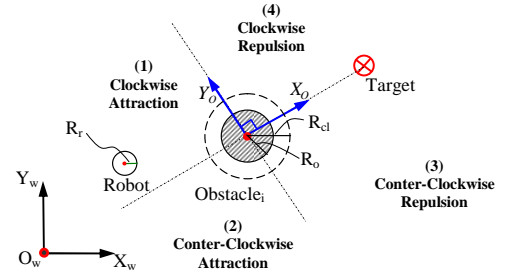 (4)
Clockwise
Repulsion
(1)
Clockwise
Attraction
Y_O
X_O
Target
R_cl
R_r
R_o
Robot
Obstacle_i
(3)
Conter-Clockwise
Repulsion
Y_w
(2)
Conter-Clockwise
Attraction
O_w
X_w